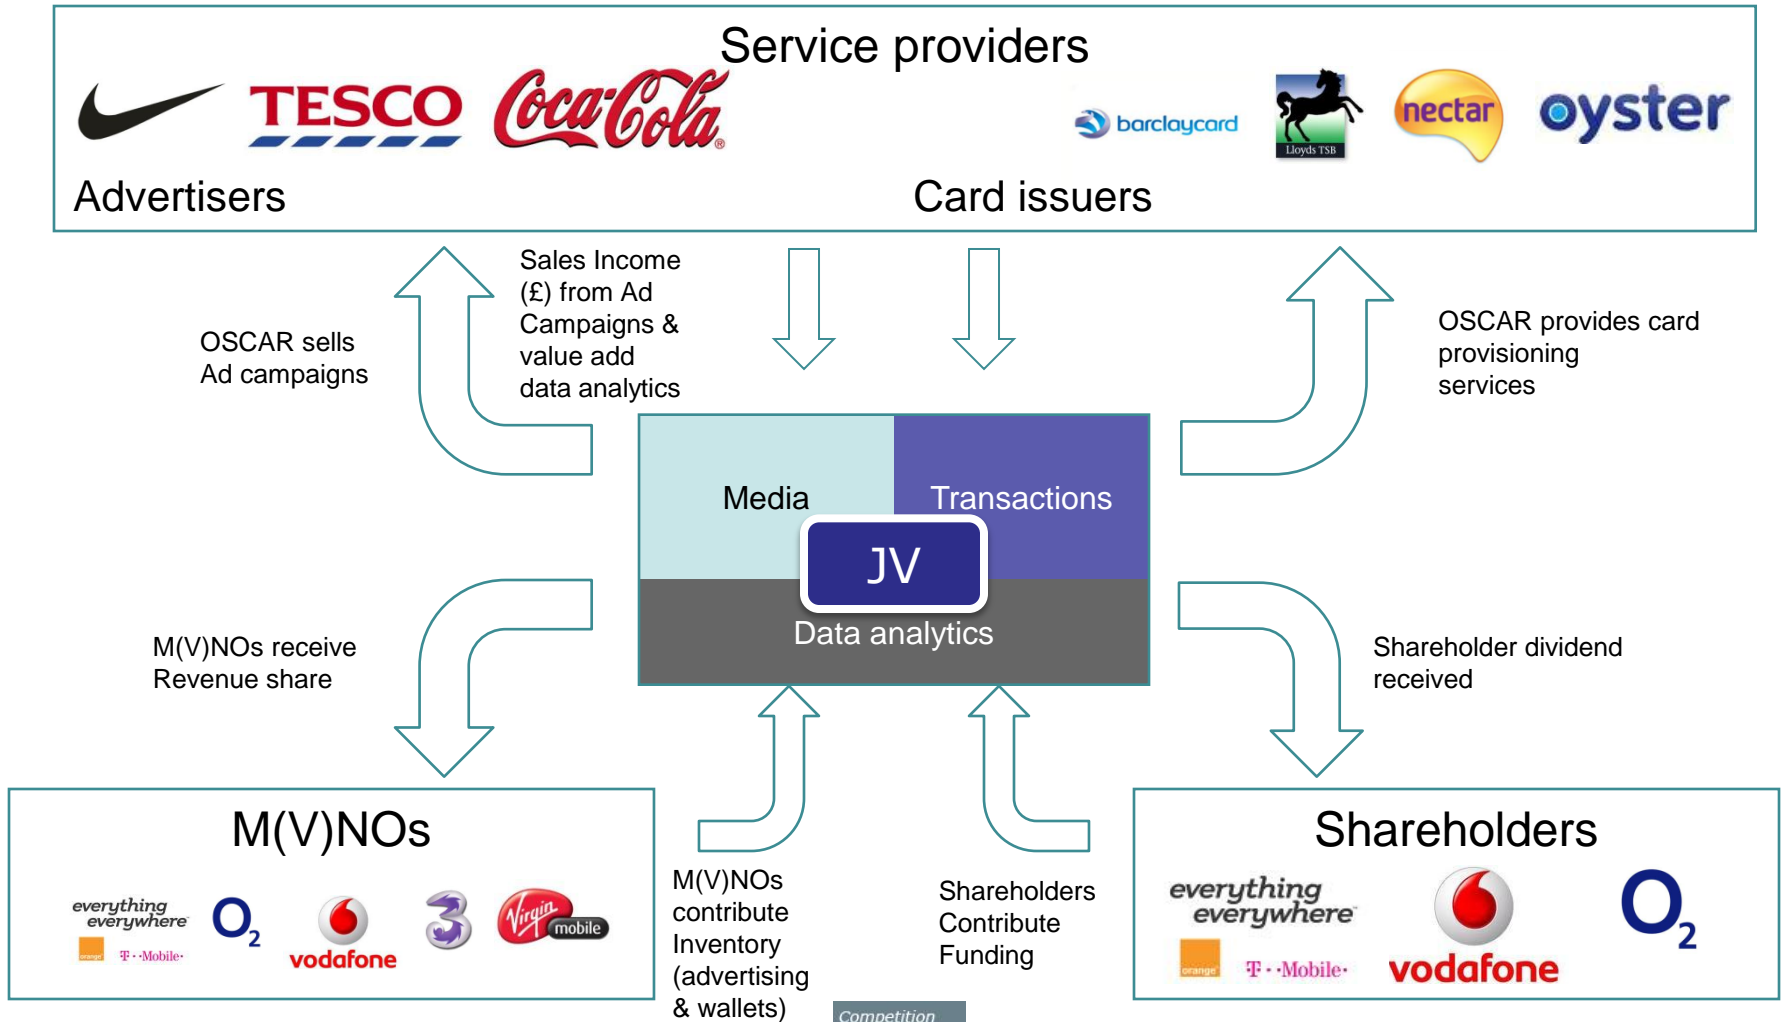 Service providers
TESCO
Coca-Cola
barclaycard
Lloyds TSB
nectar
oyster
Advertisers
Card issuers
OSCAR sells
Ad campaigns
Sales Income
(£) from Ad
Campaigns &
value add
data analytics
OSCAR provides card
provisioning
services
Media
Transactions
JV
Data analytics
M(V)NOs receive
Revenue share
Shareholder dividend
received
M(V)NOs
everything
everywhere
orange
T··Mobile·
O2
vodafone
3
Virgin
mobile
M(V)NOs
contribute
Inventory
(advertising
& wallets)
Shareholders
Contribute
Funding
Shareholders
everything
everywhere
orange
T··Mobile·
vodafone
O2
Competition